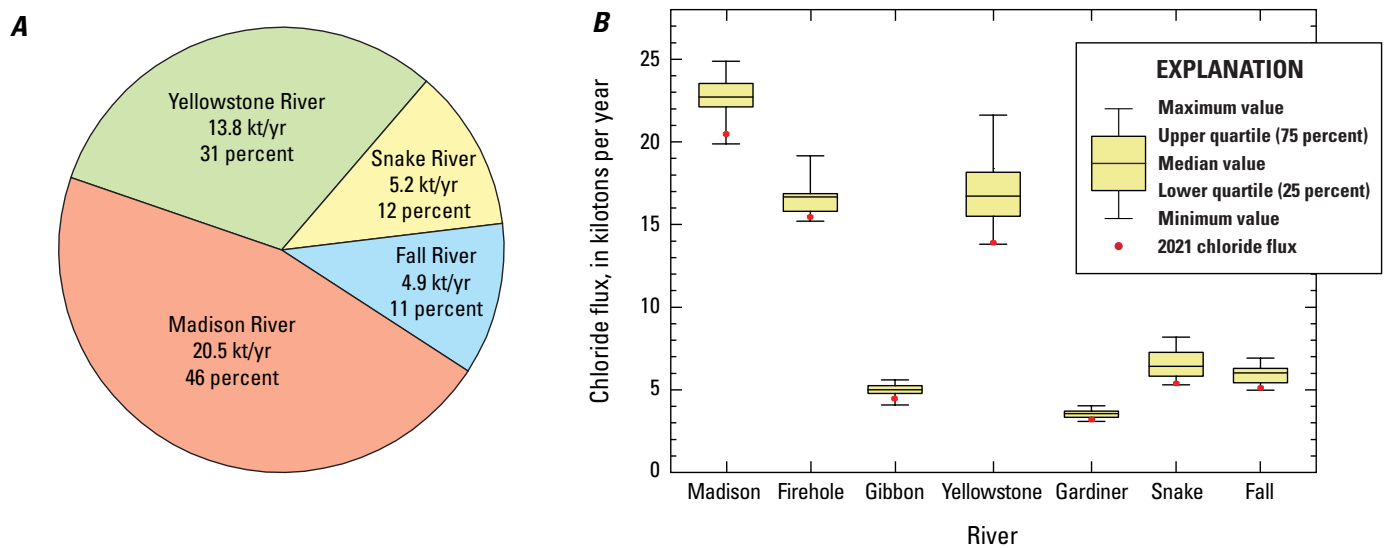 A
Yellowstone River
13.8 kt/yr
31 percent
Snake River
5.2 kt/yr
12 percent
Fall River
4.9 kt/yr
11 percent
Madison River
20.5 kt/yr
46 percent
B
Chloride flux, in kilotons per year
25
20
15
10
5
0
EXPLANATION
Maximum value
Upper quartile (75 percent)
Median value
Lower quartile (25 percent)
Minimum value
2021 chloride flux
Madison Firehole Gibbon Yellowstone Gardiner Snake Fall
River